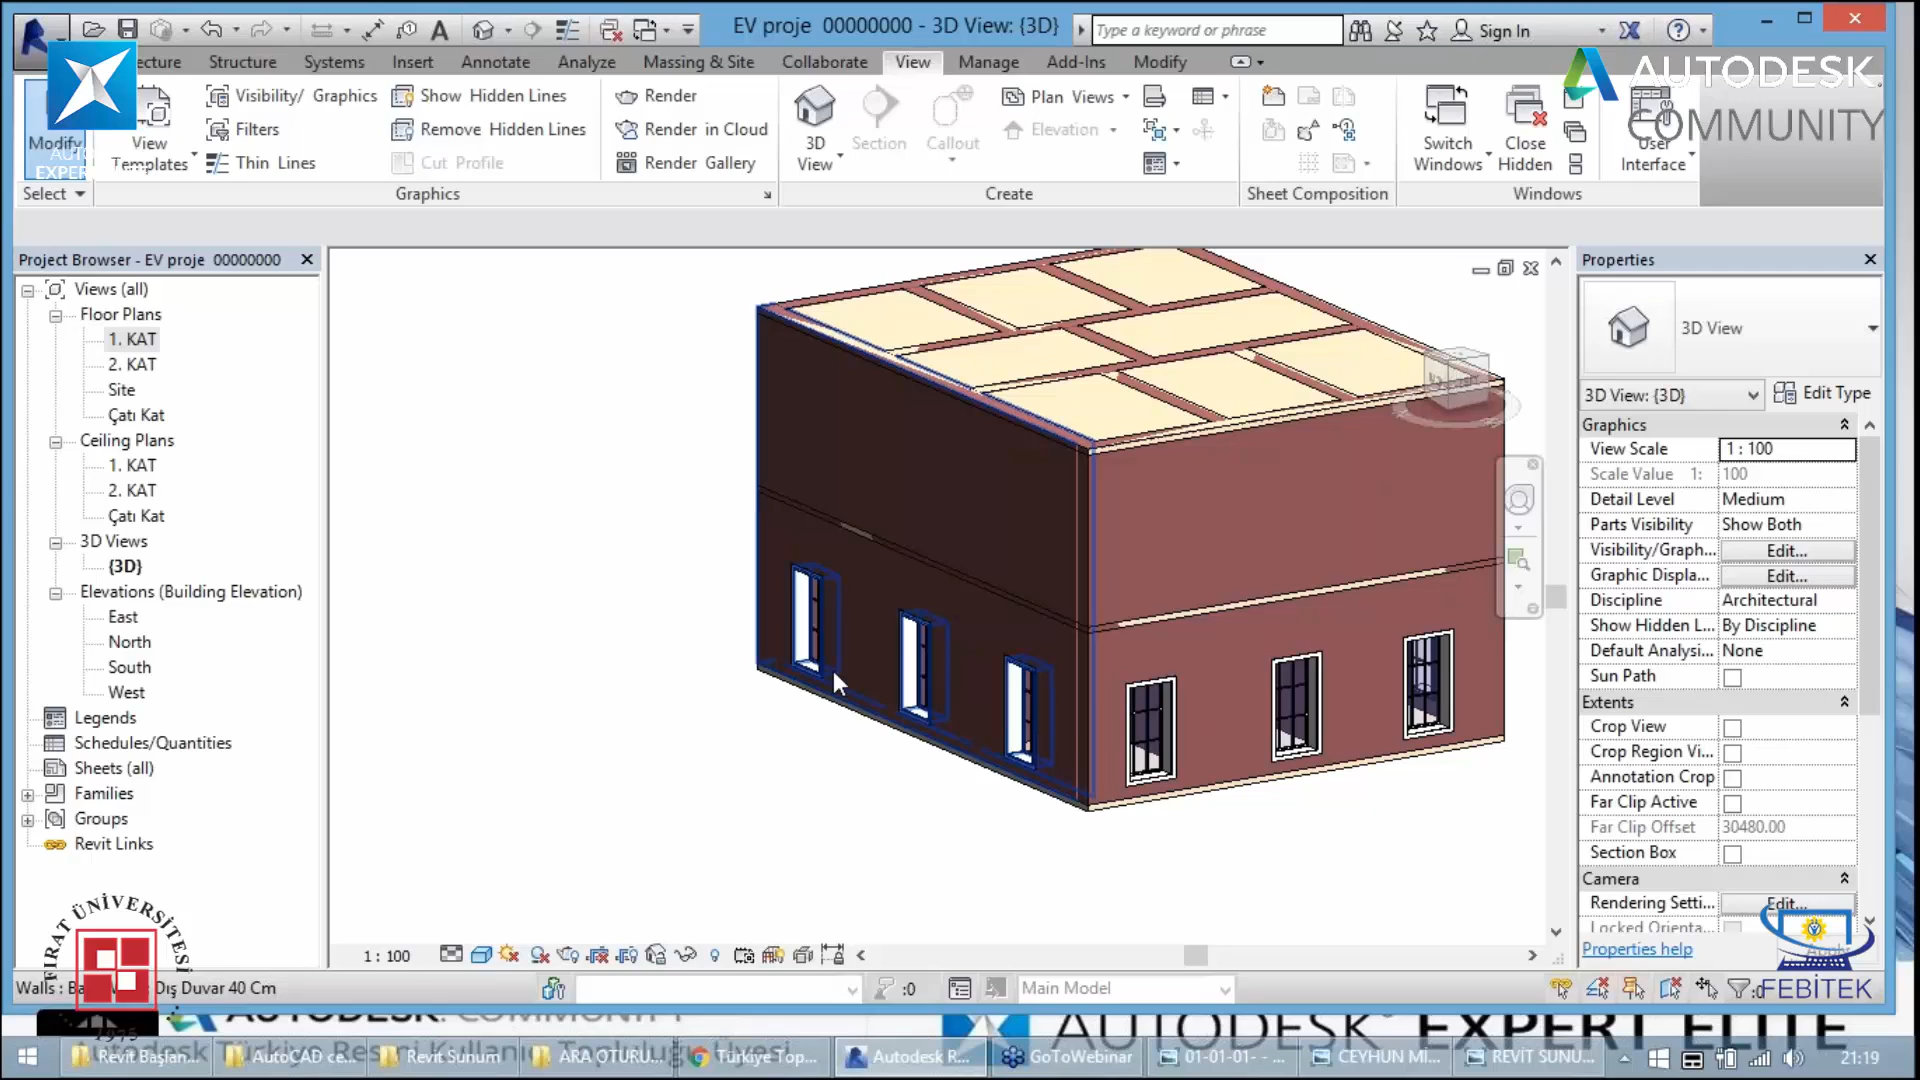 EV proje 00000000 - 3D View: {3D}
Type a keyword or phrase
Sign In
Structure
Systems
Insert
Annotate
Analyze
Massing & Site
Collaborate
View
Manage
Add-Ins
Modify
AUTODESK
COMMUNITY
Modify
View
Templates
Visibility/ Graphics
Filters
Thin Lines
Show Hidden Lines
Remove Hidden Lines
Cut Profile
Render
Render in Cloud
Render Gallery
3D
View
Section
Callout
Plan Views
Elevation
Switch
Windows
Close
Hidden
User
Interface
Select
Graphics
Create
Sheet Composition
Windows
Project Browser - EV proje 00000000
Views (all)
Floor Plans
1. KAT
2. KAT
Site
Çatı Kat
Ceiling Plans
1. KAT
2. KAT
Çatı Kat
3D Views
{3D}
Elevations (Building Elevation)
East
North
South
West
Legends
Schedules/Quantities
Sheets (all)
Families
Groups
Revit Links
Properties
3D View
3D View: {3D}
Edit Type
Graphics
View Scale 1 : 100
Scale Value 1: 100
Detail Level Medium
Parts Visibility Show Both
Visibility/Graph... Edit...
Graphic Displa... Edit...
Discipline Architectural
Show Hidden L... By Discipline
Default Analysi... None
Sun Path
Extents
Crop View
Crop Region Vi...
Annotation Crop
Far Clip Active
Far Clip Offset 30480.00
Section Box
Camera
Rendering Setti... Edit...
Locked Orienta...
Properties help
Apply
1 : 100
FIRAT ÜNİVERSİTESİ
1975
Dış Duvar 40 Cm
:0
Main Model
FEBİTEK
AUTODESK EXPERT ELITE
Revit Başlan...
AutoCAD ce...
Revit Sunum
ARA OTURU...
Türkiye Top...
Autodesk R...
GoToWebinar
01-01-01- - ...
CEYHUN Mİ...
REVİT SUNU...
21:19